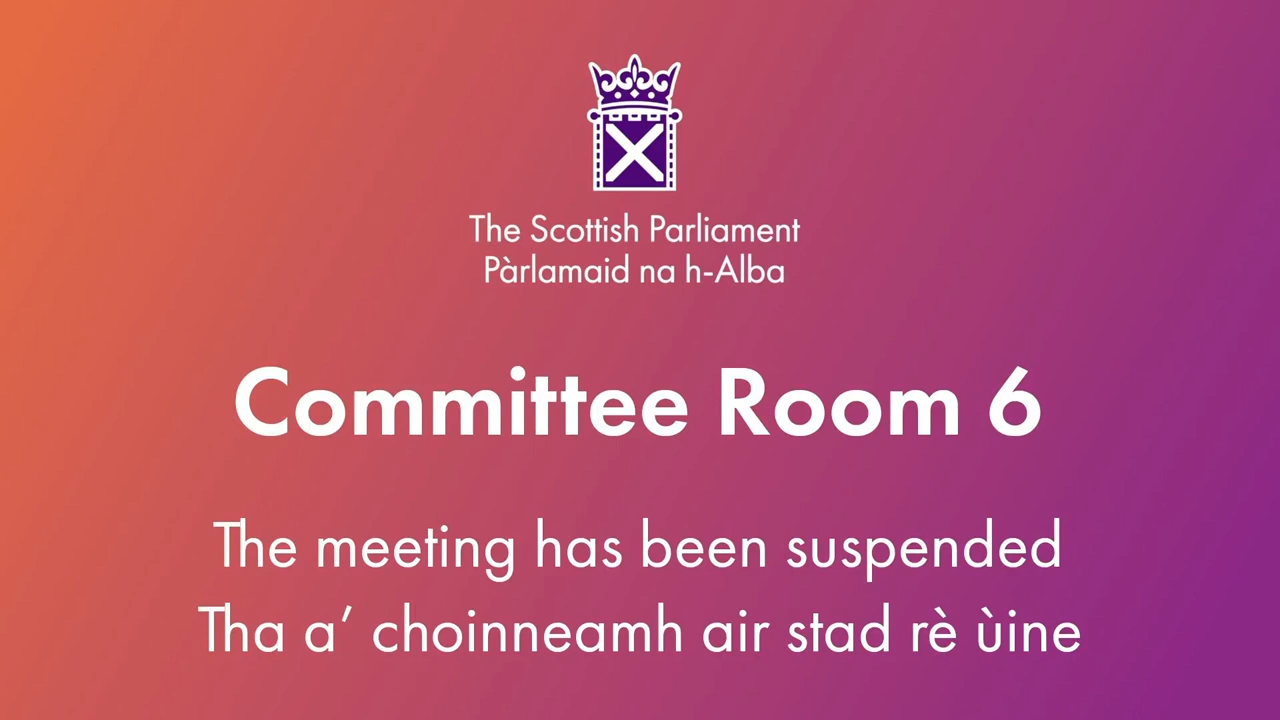 The Scottish Parliament
Pàrlamaid na h-Alba
Committee Room 6
The meeting has been suspended
Tha a’ choinneamh air stad rè ùine